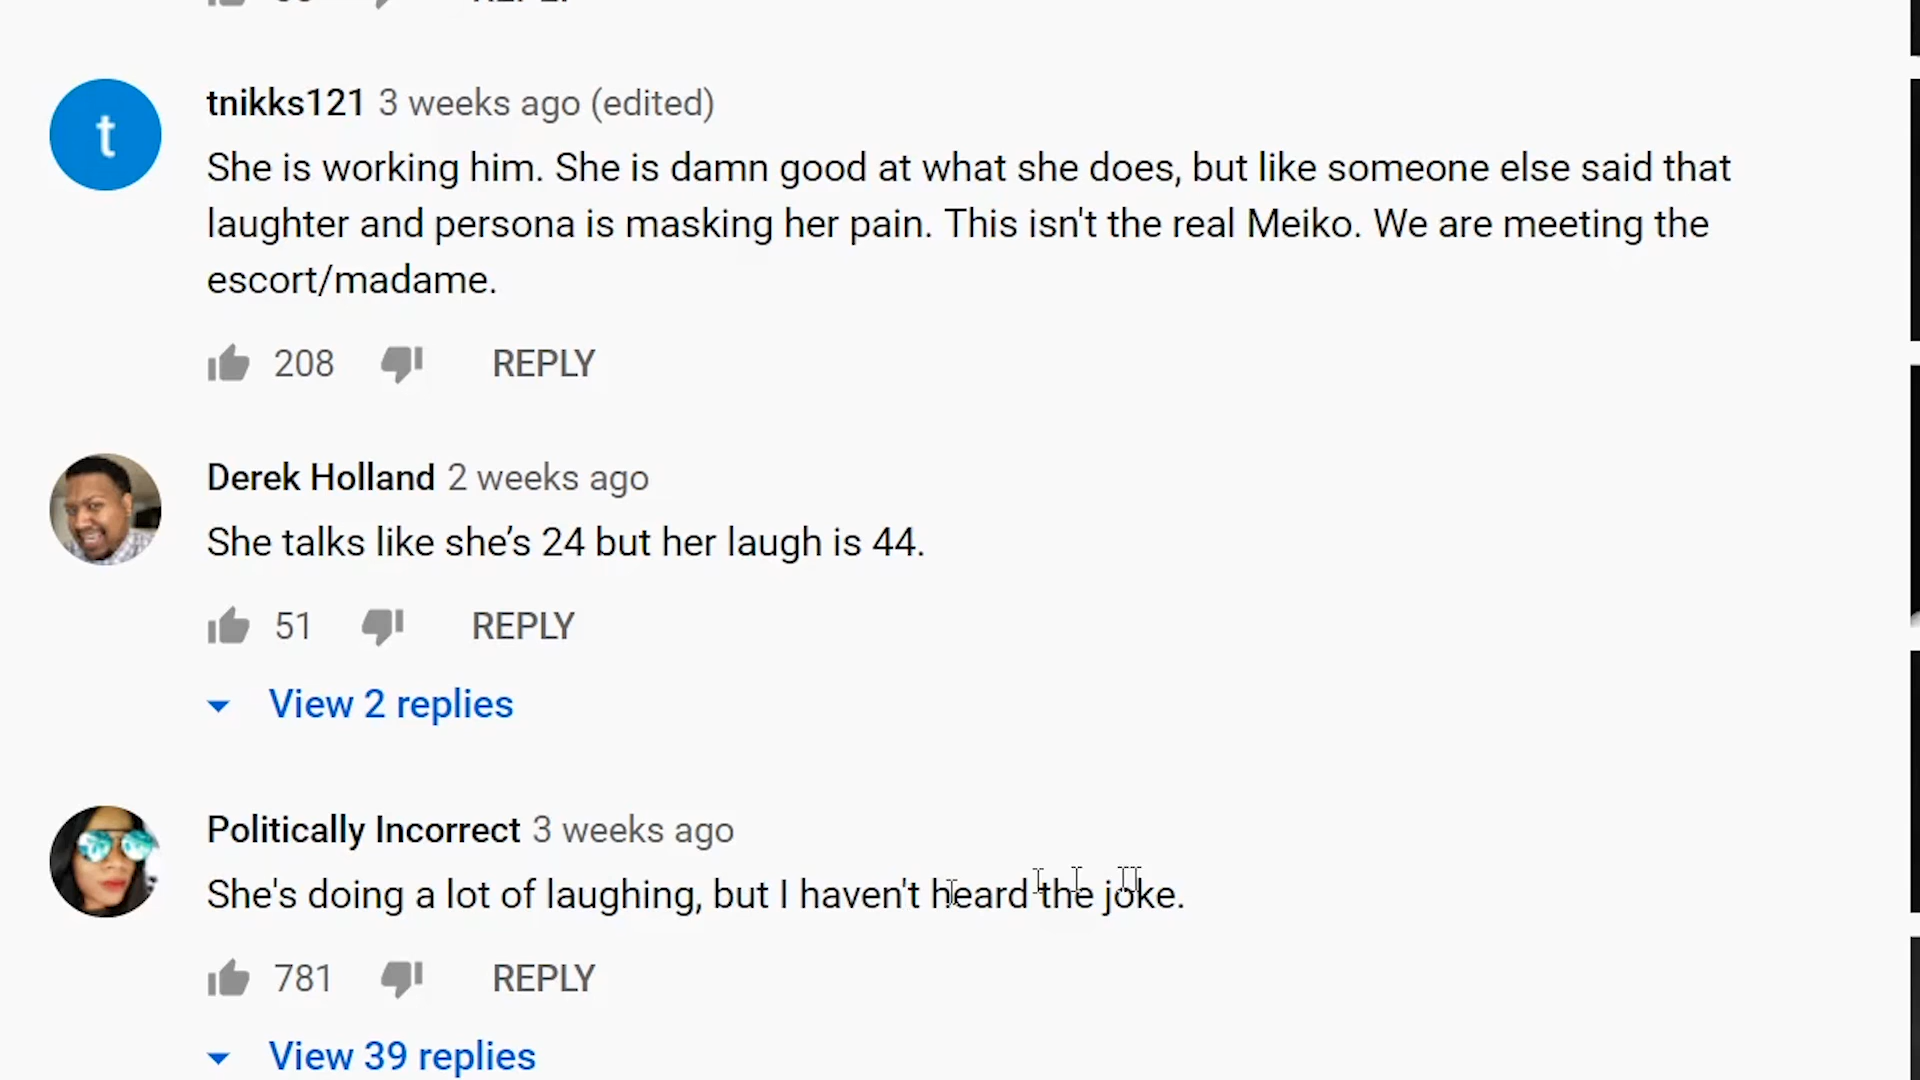 tnikks121 3 weeks ago (edited)
She is working him. She is damn good at what she does, but like someone else said that
laughter and persona is masking her pain. This isn't the real Meiko. We are meeting the
escort/madame.
208 REPLY
Derek Holland 2 weeks ago
She talks like she’s 24 but her laugh is 44.
51 REPLY
View 2 replies
Politically Incorrect 3 weeks ago
She's doing a lot of laughing, but I haven't heard the joke.
781 REPLY
View 39 replies